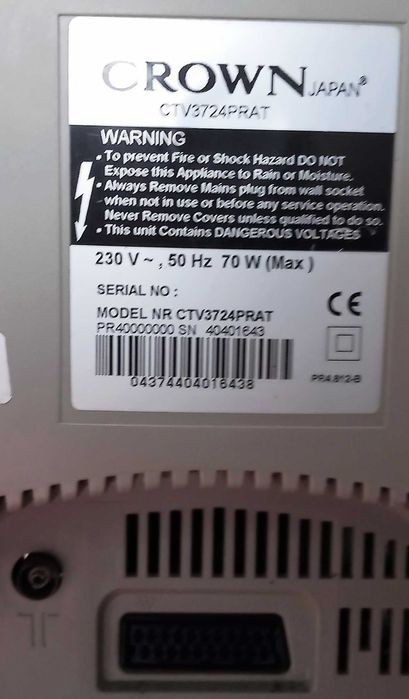 CROWN JAPAN®
CTV3724PRAT
WARNING
• To prevent Fire or Shock Hazard DO NOT
Expose this Appliance to Rain or Moisture.
• Always Remove Mains plug from wall socket
when not in use or before any service operation.
Never Remove Covers unless qualified to do so.
• This unit Contains DANGEROUS VOLTAGES
230 V ~ , 50 Hz 70 W (Max )
SERIAL NO :
MODEL NR CTV3724PRAT
PR40000000 SN 40401643
04374404016438
CE
PR4.812-B